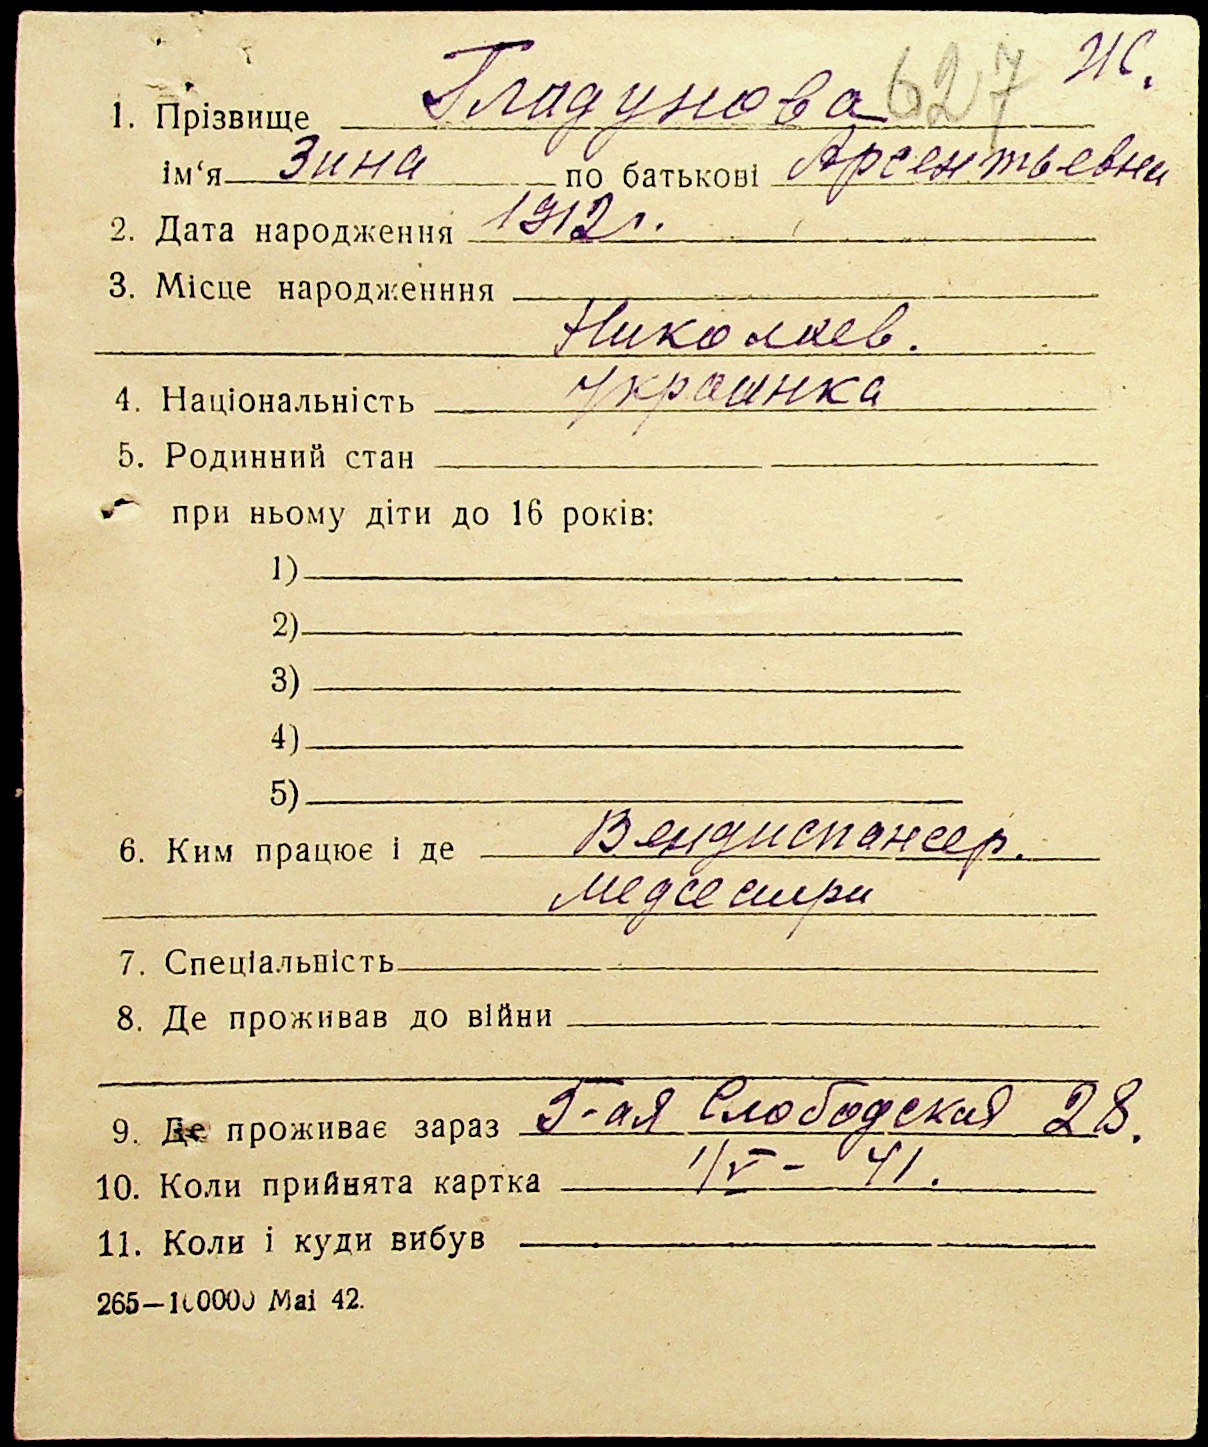 627 Ж.
1. Прізвище Гладунова
ім‘я Зина по батькові Арсентьевна
2. Дата народження 1912 г.
3. Місце народженння
Николаев.
4. Національність Украинка
5. Родинний стан
при ньому діти до 16 років:
1)
2)
3)
4)
5)
6. Ким працює і де Вендиспансер.
медсестра
7. Спеціальність
8. Де проживав до війни
9. Де проживає зараз 5-ая Слободская 28.
10. Коли прийнята картка 1/V - 41.
11. Коли і куди вибув
265—100000 Mai 42.